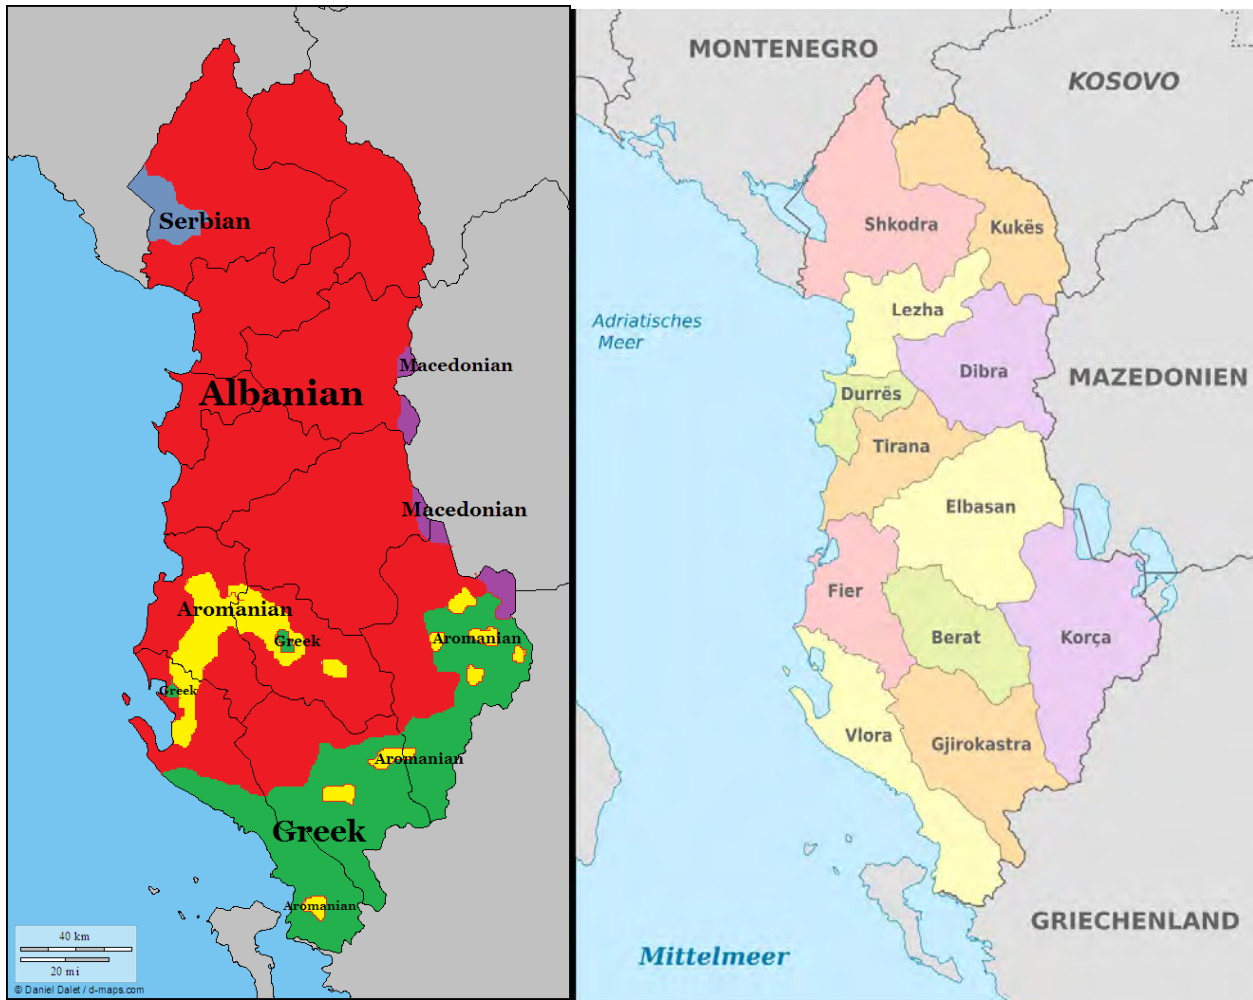 Serbian
Macedonian
Albanian
Macedonian
Aromanian
Greek
Aromanian
Greek
Aromanian
Greek
Aromanian
40 km
20 mi
© Daniel Dalet / d-maps.com
MONTENEGRO
KOSOVO
Shkodra
Kukës
Lezha
Adriatisches
Meer
Dibra
MAZEDONIEN
Durrës
Tirana
Elbasan
Fier
Berat
Korça
Vlora
Gjirokastra
GRIECHENLAND
Mittelmeer